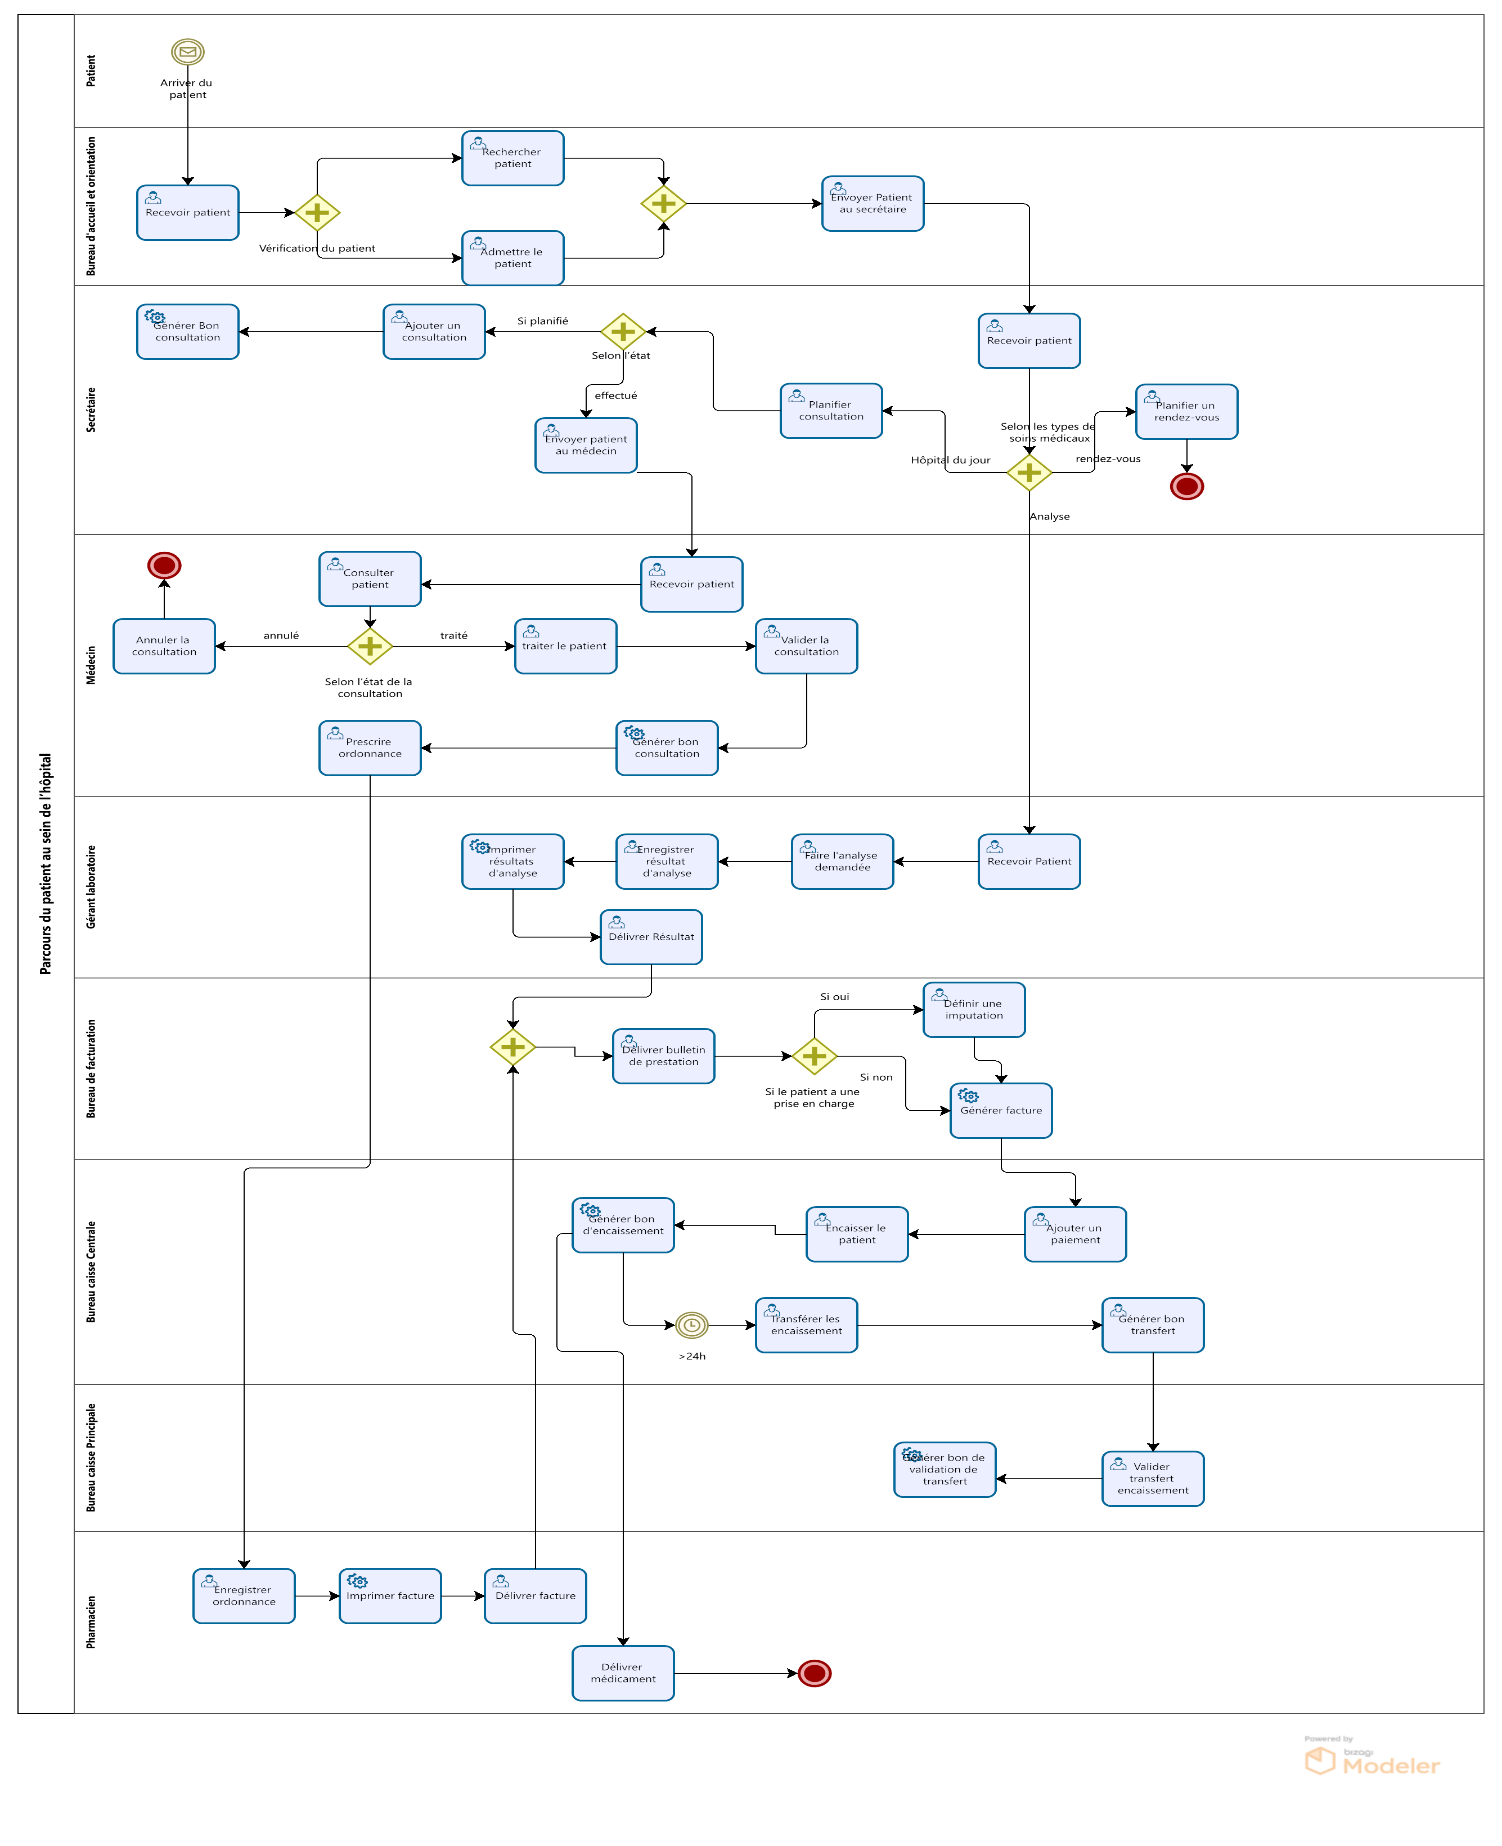 Parcours du patient au sein de l'hôpital
Patient
Arriver du
patient
Bureau d'accueil et orientation
Recevoir patient
Vérification du patient
Rechercher
patient
Admettre le
patient
Envoyer Patient
au secrétaire
Secrétaire
Générer Bon
consultation
Ajouter un
consultation
Si planifié
Selon l'état
effectué
Envoyer patient
au médecin
Planifier
consultation
Recevoir patient
Selon les types de
soins médicaux
Hôpital du jour
rendez-vous
Planifier un
rendez-vous
Analyse
Médecin
Consulter
patient
Recevoir patient
Annuler la
consultation
annulé
traité
Selon l'état de la
consultation
traiter le patient
Valider la
consultation
Prescrire
ordonnance
Générer bon
consultation
Gérant laboratoire
Imprimer
résultats
d'analyse
Enregistrer
résultat
d'analyse
Faire l'analyse
demandée
Recevoir Patient
Délivrer Résultat
Bureau de facturation
Délivrer bulletin
de prestation
Si oui
Si non
Si le patient a une
prise en charge
Définir une
imputation
Générer facture
Bureau caisse Centrale
Générer bon
d'encaissement
Encaisser le
patient
Ajouter un
paiement
>24h
Transférer les
encaissement
Générer bon
transfert
Bureau caisse Principale
Générer bon de
validation de
transfert
Valider
transfert
encaissement
Pharmacien
Enregistrer
ordonnance
Imprimer facture
Délivrer facture
Délivrer
médicament
Powered by
bizagi
Modeler